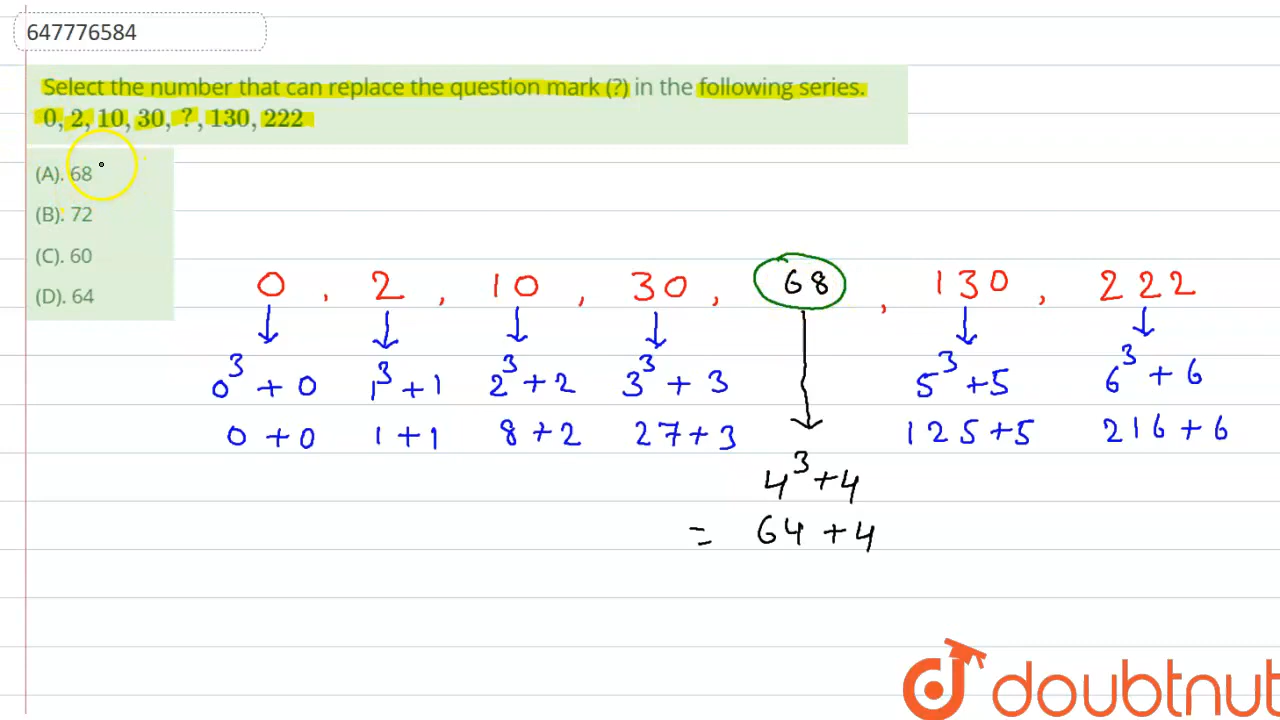 647776584
Select the number that can replace the question mark (?) in the following series.
0, 2, 10, 30, ?, 130, 222
(A). 68
(B). 72
(C). 60
(D). 64
0 , 2 , 10 , 30 , 68 , 130 , 222
0³ + 0 1³ + 1 2³ + 2 3³ + 3 5³ + 5 6³ + 6
0 + 0 1 + 1 8 + 2 27 + 3 125 + 5 216 + 6
4³ + 4
= 64 + 4
doubtnut